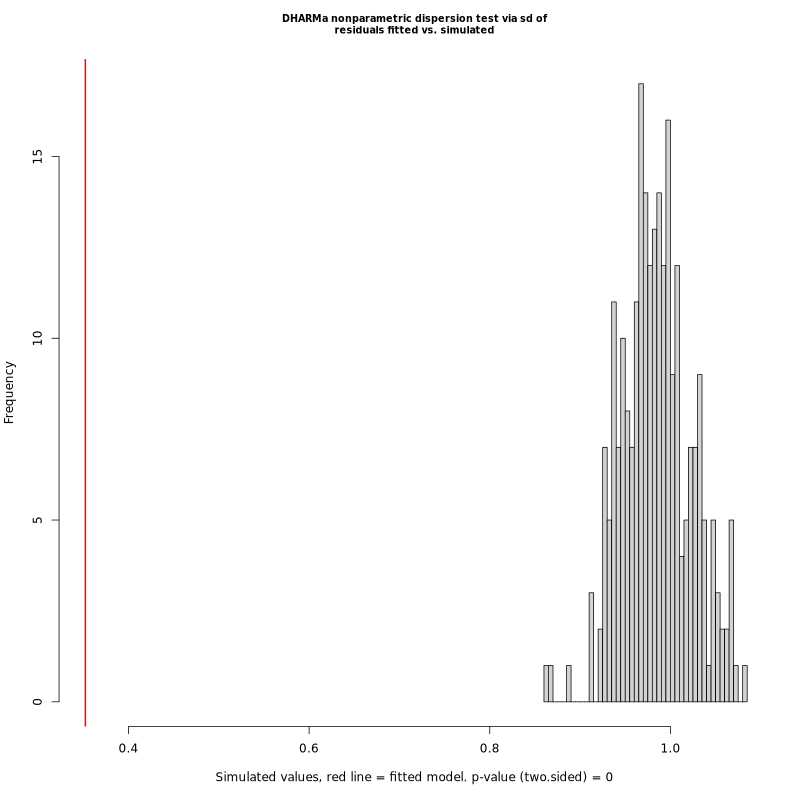 DHARMa nonparametric dispersion test via sd of
residuals fitted vs. simulated
Frequency
15
10
5
0
0.4 0.6 0.8 1.0
Simulated values, red line = fitted model. p-value (two.sided) = 0